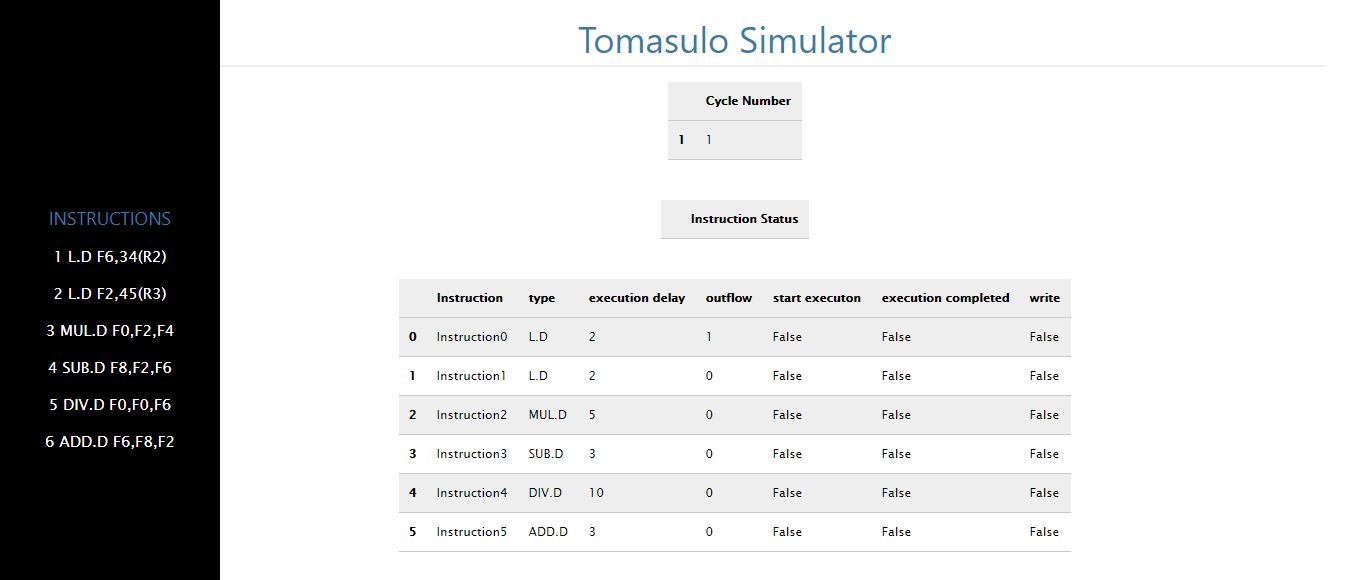 Tomasulo Simulator
Cycle Number
1 1
Instruction Status
INSTRUCTIONS
1 L.D F6,34(R2)
2 L.D F2,45(R3)
3 MUL.D F0,F2,F4
4 SUB.D F8,F2,F6
5 DIV.D F0,F0,F6
6 ADD.D F6,F8,F2
Instruction type execution delay outflow start executon execution completed write
0 Instruction0 L.D 2 1 False False False
1 Instruction1 L.D 2 0 False False False
2 Instruction2 MUL.D 5 0 False False False
3 Instruction3 SUB.D 3 0 False False False
4 Instruction4 DIV.D 10 0 False False False
5 Instruction5 ADD.D 3 0 False False False